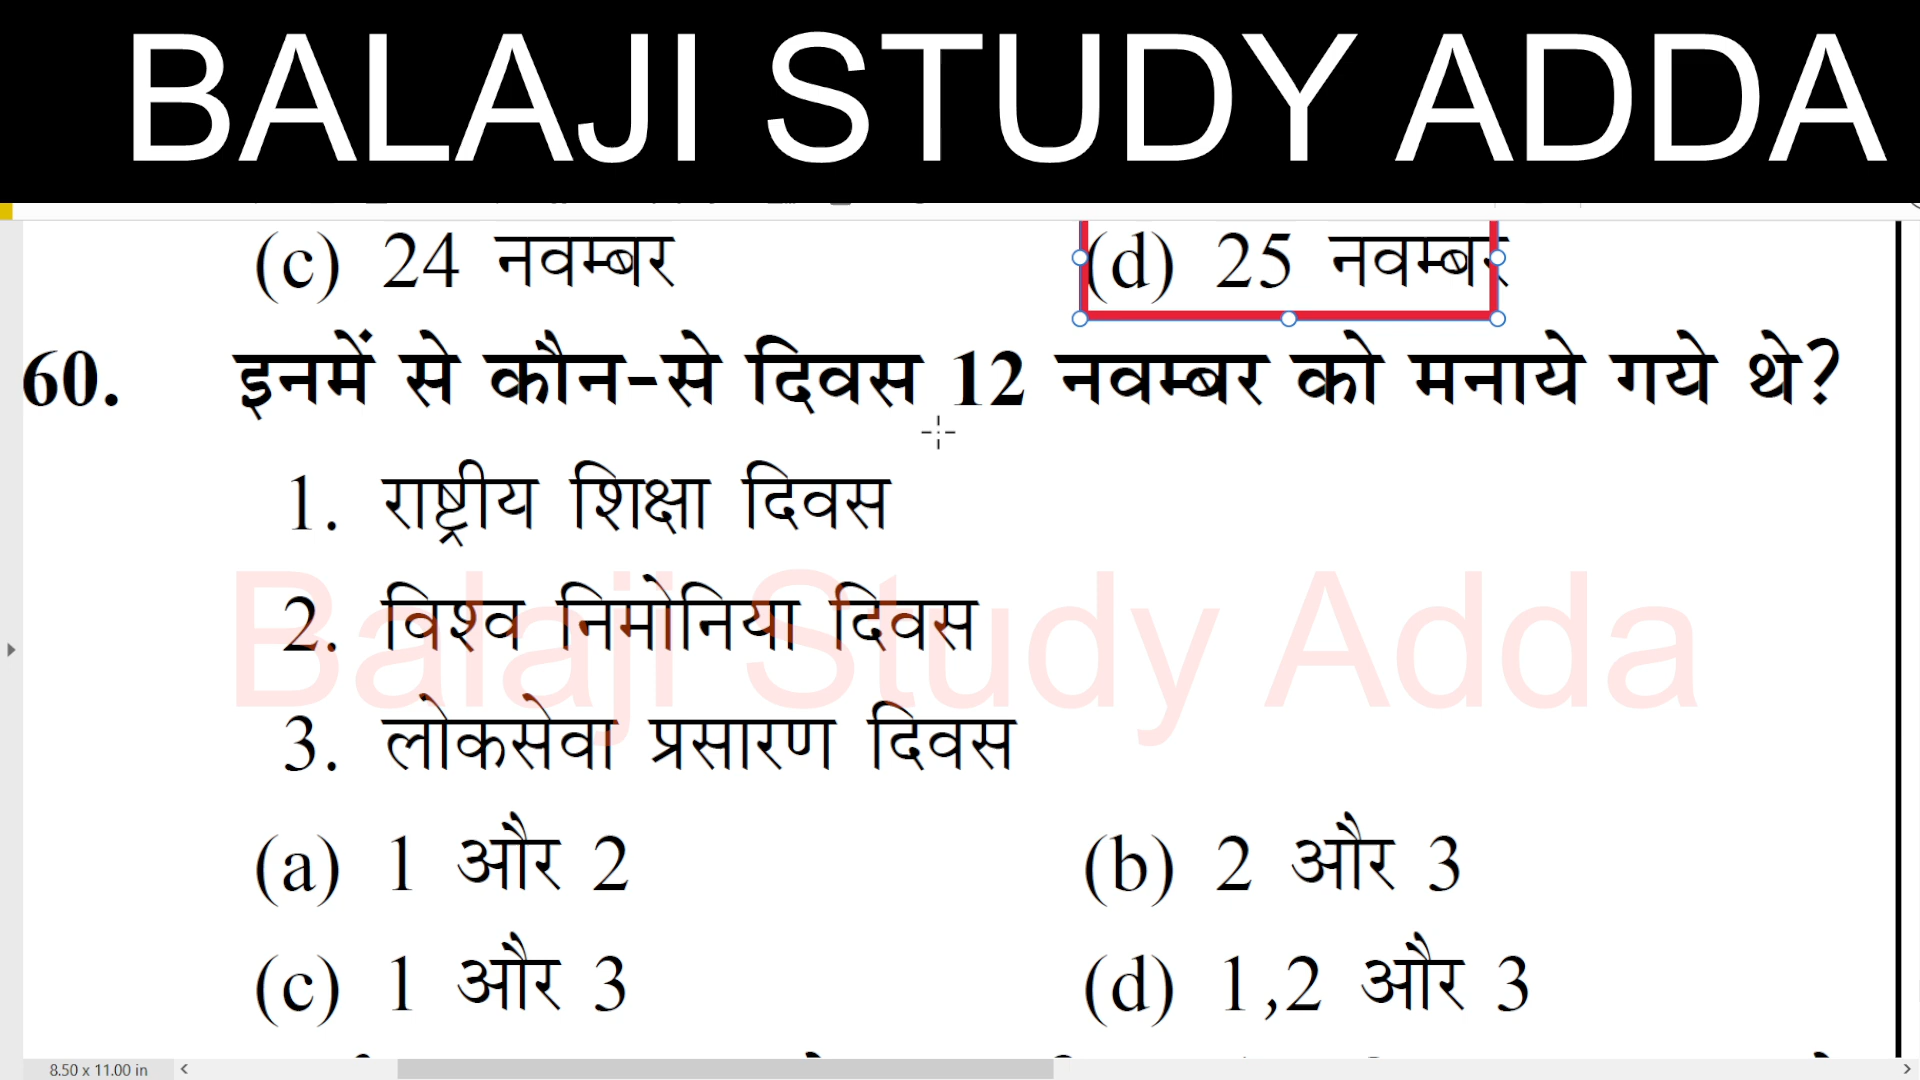 BALAJI STUDY ADDA
(c) 24 नवम्बर (d) 25 नवम्बर
60. इनमें से कौन-से दिवस 12 नवम्बर को मनाये गये थे?
1. राष्ट्रीय शिक्षा दिवस
2. विश्व निमोनिया दिवस
Balaji Study Adda
3. लोकसेवा प्रसारण दिवस
(a) 1 और 2 (b) 2 और 3
(c) 1 और 3 (d) 1,2 और 3
8.50 x 11.00 in